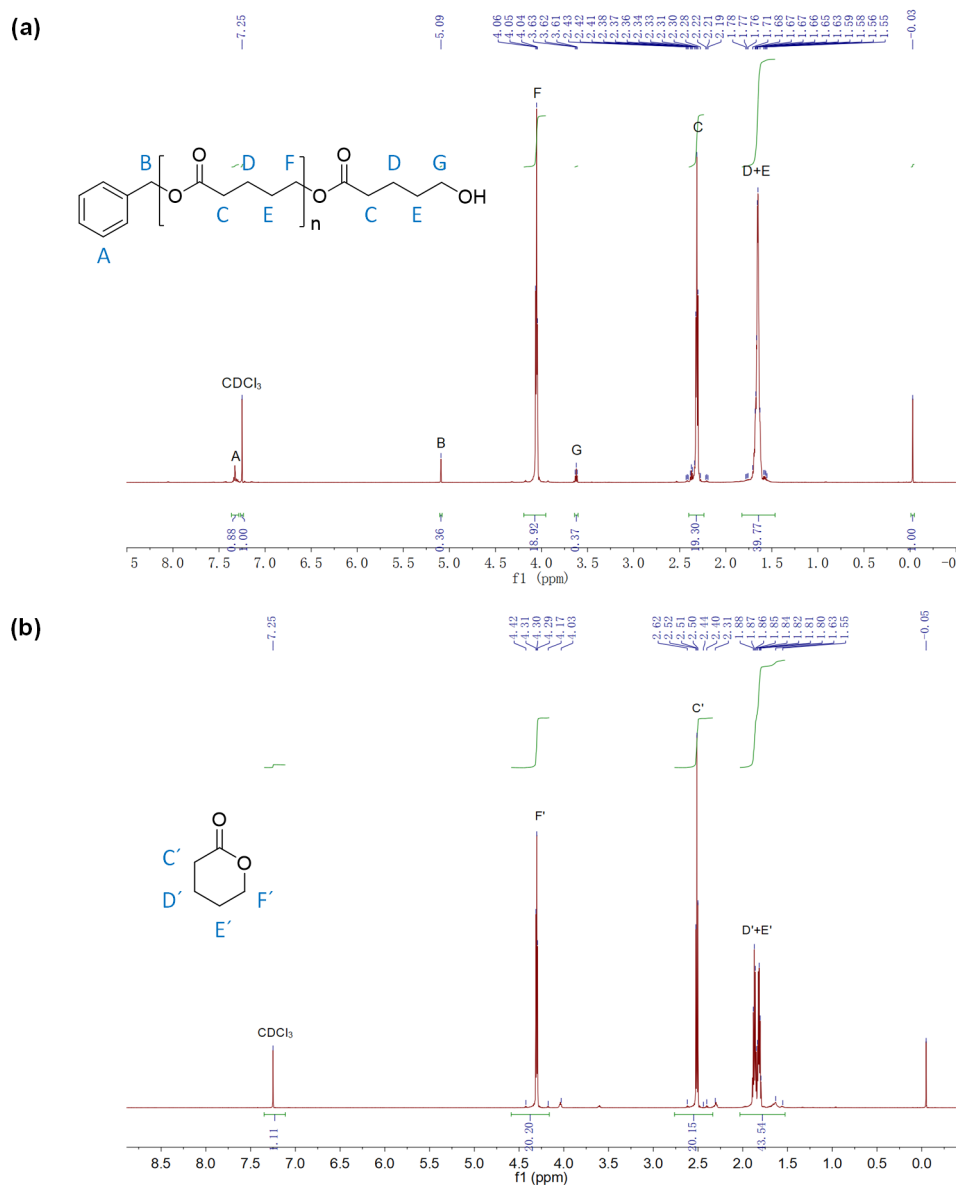 (a)
7.25
5.09
4.06
4.05
4.04
3.63
3.62
3.61
2.43
2.42
2.41
2.38
2.37
2.36
2.34
2.33
2.31
2.30
2.28
2.22
2.21
2.19
1.78
1.77
1.76
1.71
1.68
1.67
1.67
1.66
1.65
1.63
1.59
1.58
1.56
1.55
-0.03
F
C
D+E
B
O
D
F
O
D
G
O
O
OH
C
E
n
C
E
A
CDCl3
A
B
G
0.88
1.00
0.36
18.92
0.37
19.30
39.77
1.00
5 8.0 7.5 7.0 6.5 6.0 5.5 5.0 4.5 4.0 3.5 3.0 2.5 2.0 1.5 1.0 0.5 0.0 -0
f1 (ppm)
(b)
7.25
4.42
4.31
4.30
4.29
4.17
4.03
2.62
2.52
2.51
2.50
2.44
2.40
2.31
1.88
1.87
1.86
1.85
1.84
1.82
1.81
1.80
1.63
1.55
-0.05
C'
F'
D'+E'
O
C´
O
D´
F´
E´
CDCl3
1.11
20.20
20.15
43.54
8.5 8.0 7.5 7.0 6.5 6.0 5.5 5.0 4.5 4.0 3.5 3.0 2.5 2.0 1.5 1.0 0.5 0.0
f1 (ppm)